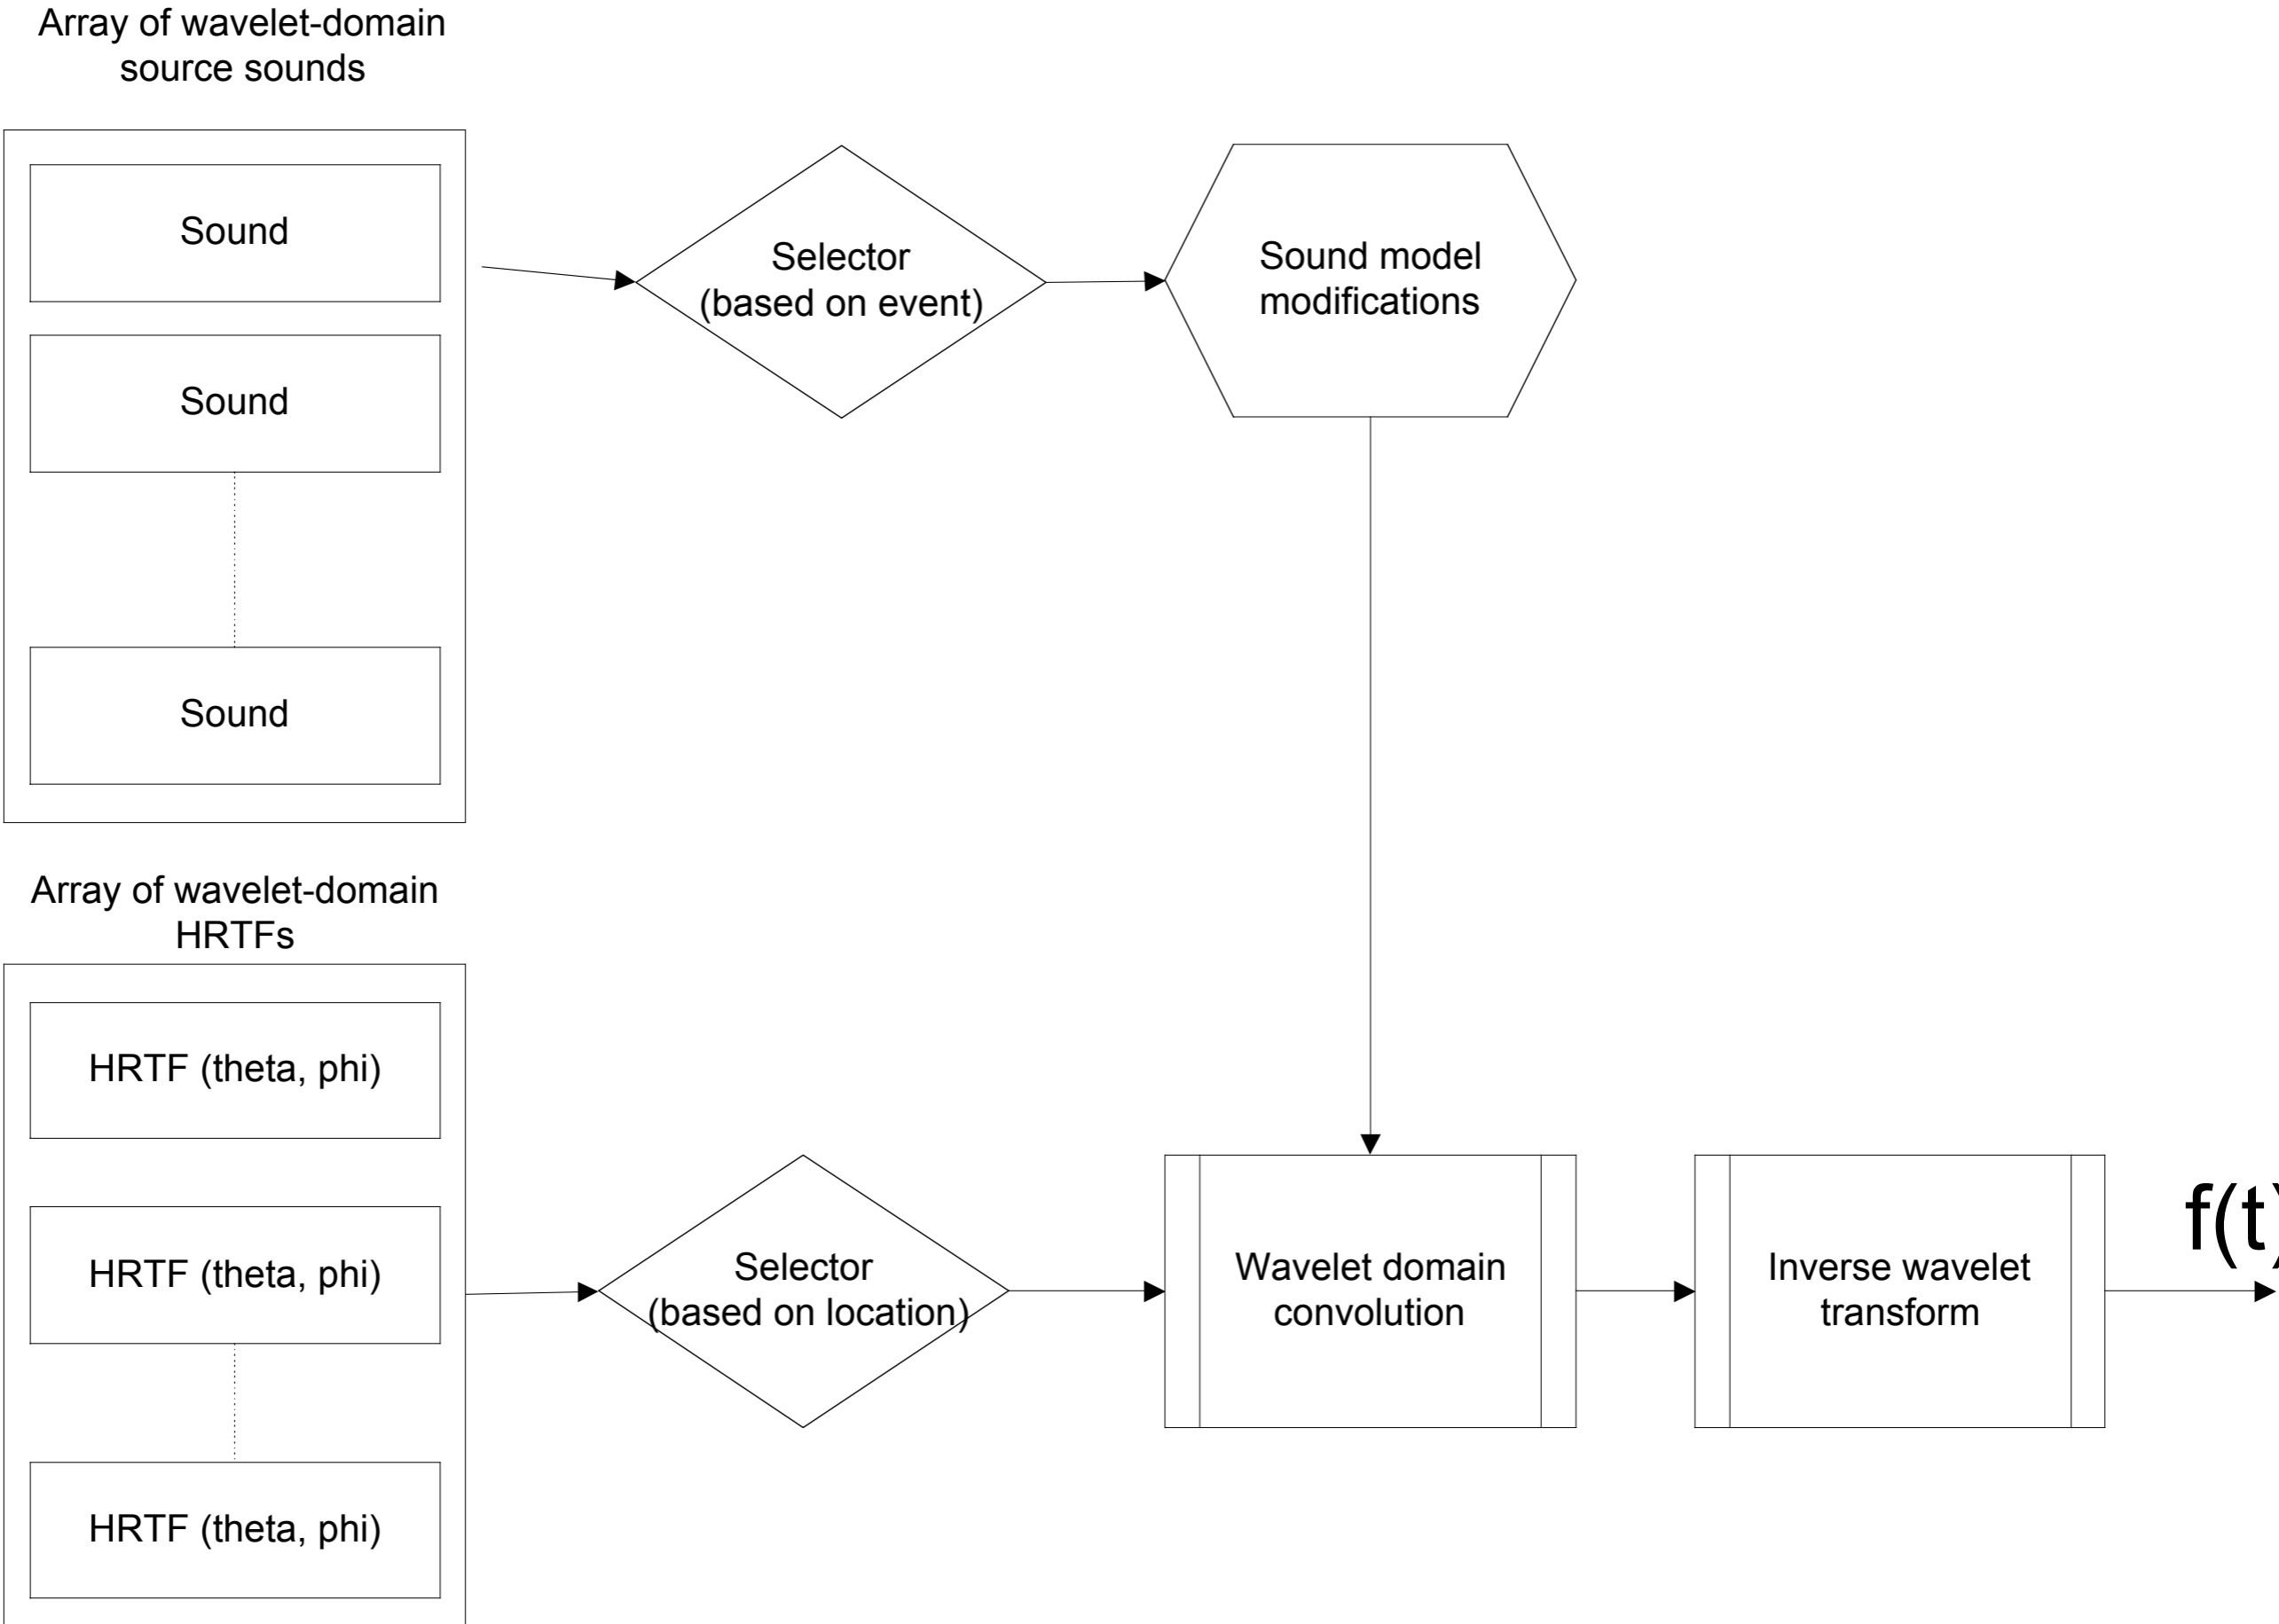 Array of wavelet-domain
source sounds
Sound
Sound
Sound
Selector
(based on event)
Sound model
modifications
Array of wavelet-domain
HRTFs
HRTF (theta, phi)
HRTF (theta, phi)
HRTF (theta, phi)
Selector
(based on location)
Wavelet domain
convolution
Inverse wavelet
transform
f(t)